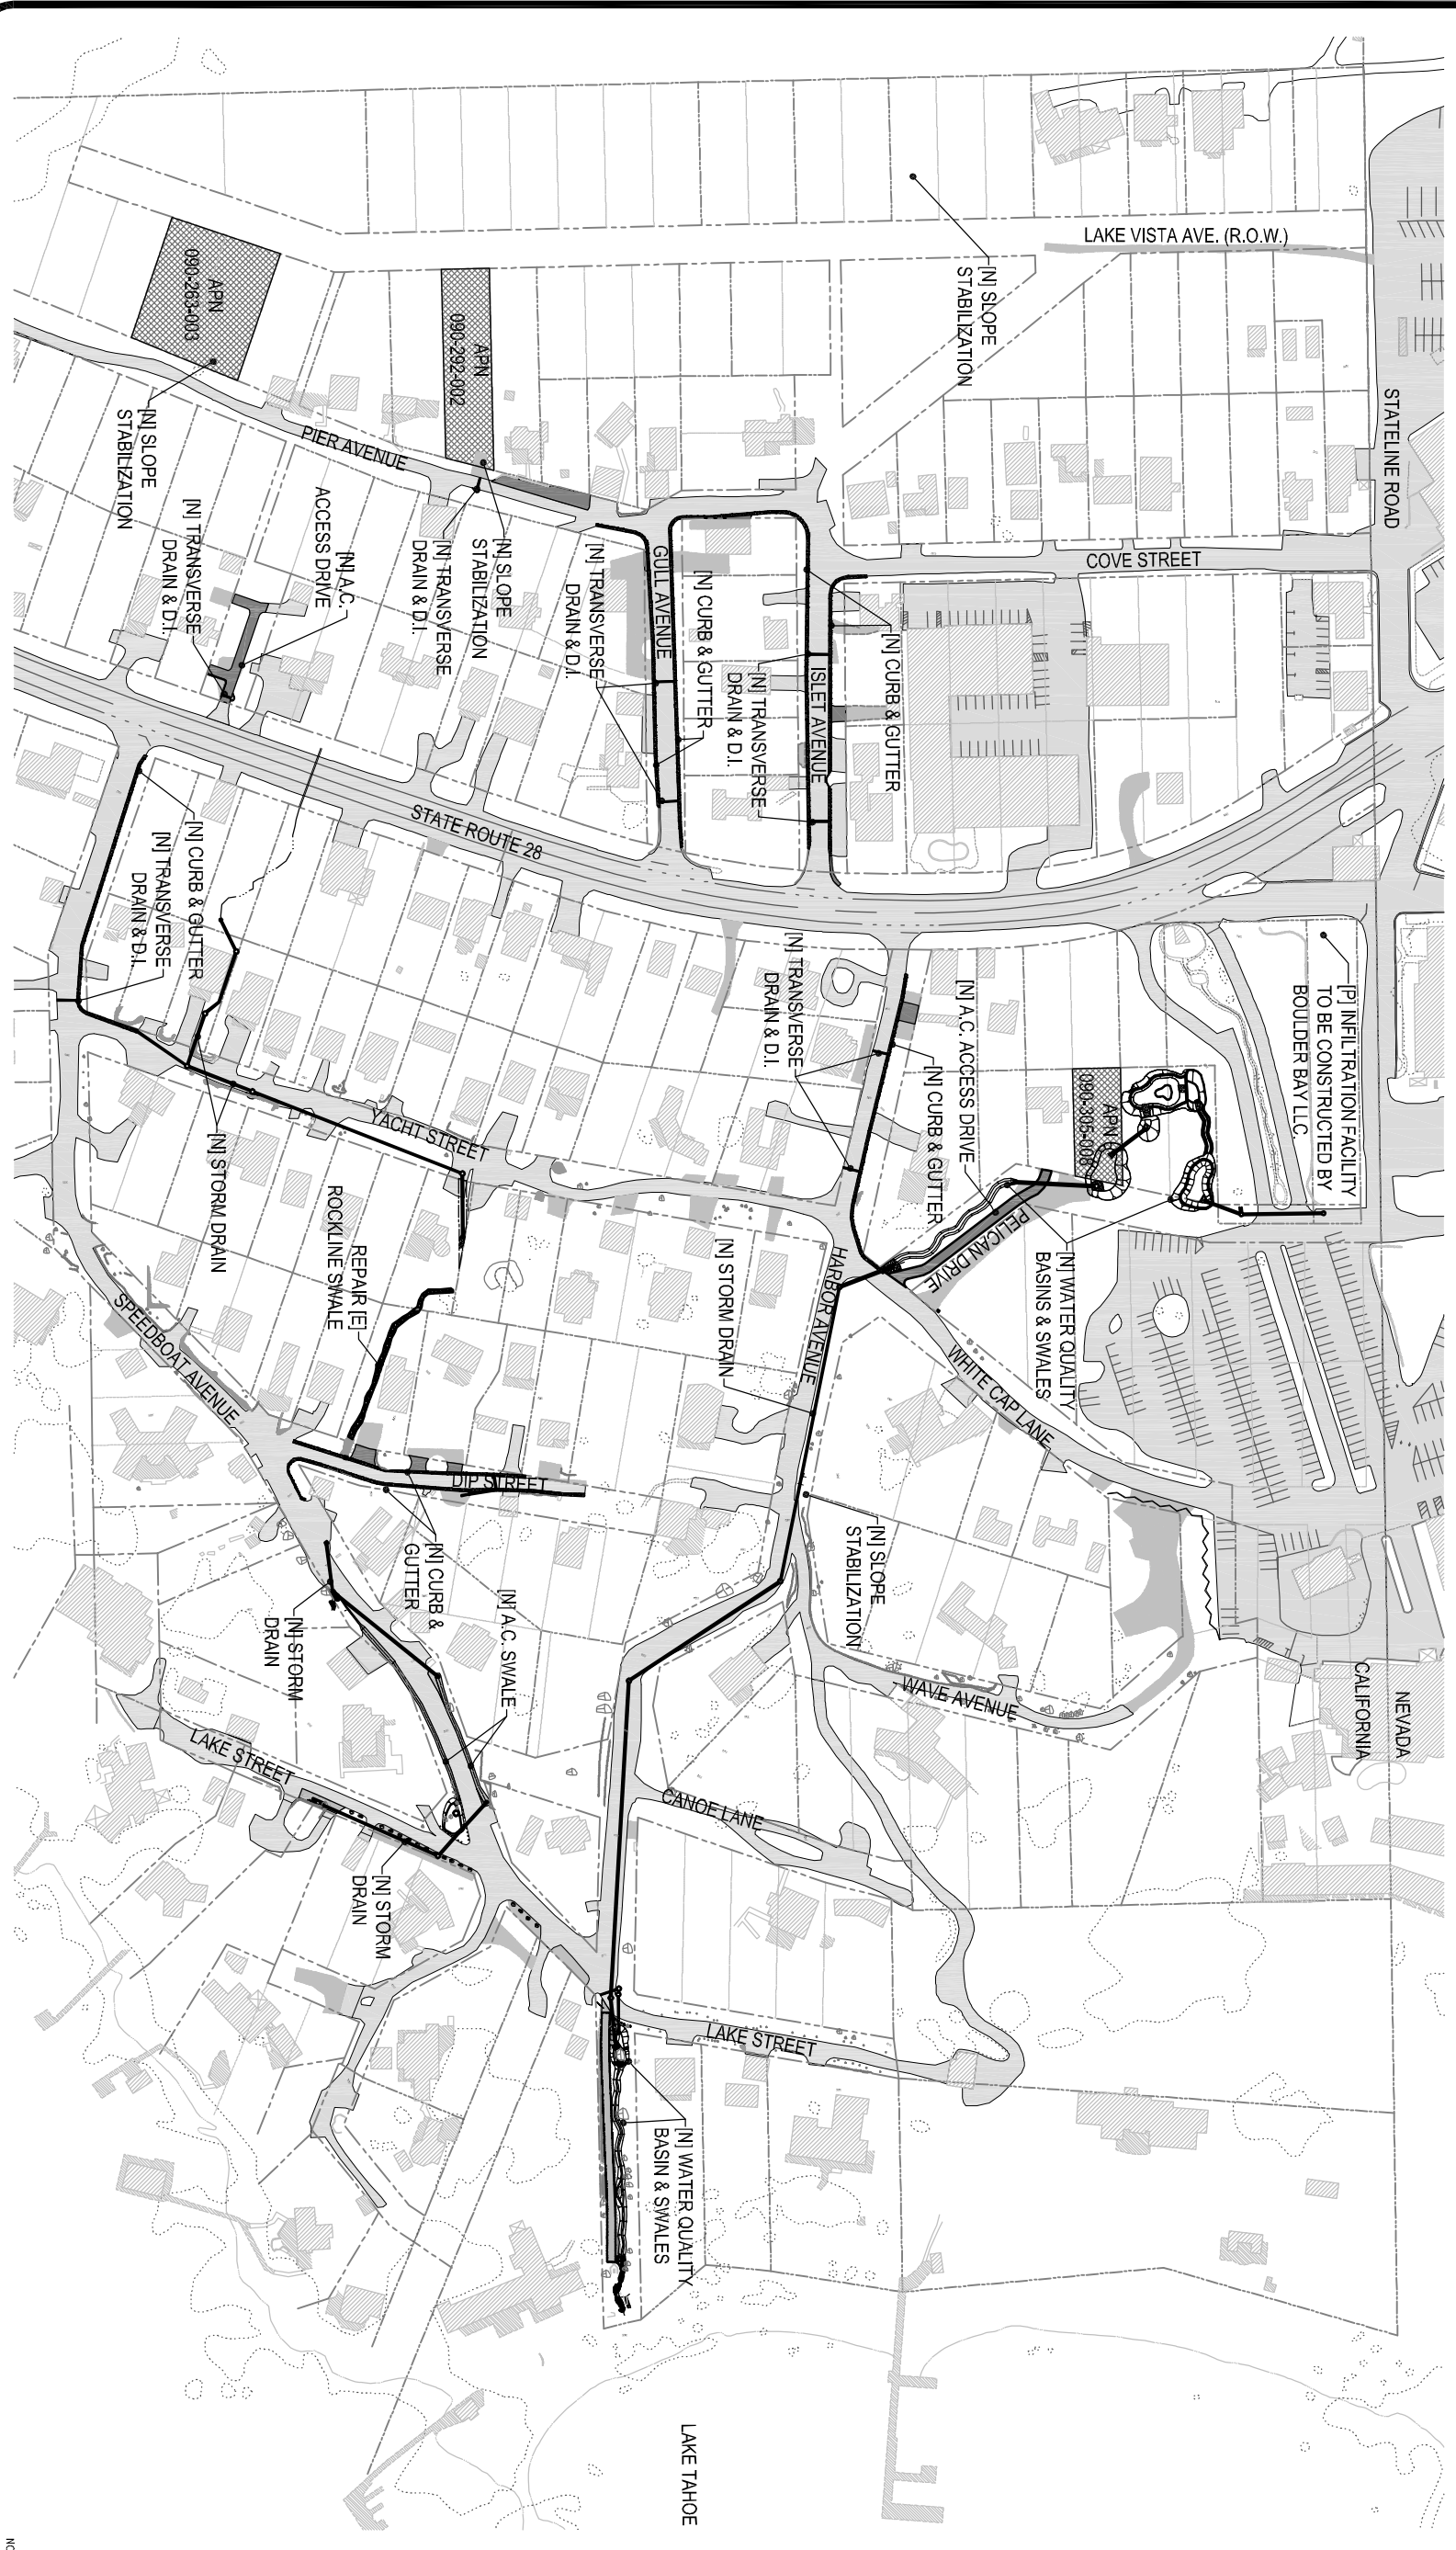 LAKE VISTA AVE. (R.O.W.)
[N] SLOPE
STABILIZATION
STATELINE ROAD
APN
090-263-003
APN
090-292-002
[N] SLOPE
STABILIZATION
PIER AVENUE
[N] TRANSVERSE
DRAIN & D.I.
[N] A.C.
ACCESS DRIVE
[N] TRANSVERSE
DRAIN & D.I.
[N] SLOPE
STABILIZATION
[N] TRANSVERSE
DRAIN & D.I.
GULL AVENUE
[N] CURB & GUTTER
[N] TRANSVERSE
DRAIN & D.I.
ISLET AVENUE
[N] CURB & GUTTER
COVE STREET
STATE ROUTE 28
[N] CURB & GUTTER
[N] TRANSVERSE
DRAIN & D.I.
[N] TRANSVERSE
DRAIN & D.I.
[N] A.C. ACCESS DRIVE
[N] CURB & GUTTER
[P] INFILTRATION FACILITY
TO BE CONSTRUCTED BY
BOULDER BAY LLC.
APN
090-305-008
YACHT STREET
[N] STORM DRAIN
PELICAN DRIVE
[N] WATER QUALITY
BASINS & SWALES
HARBOR AVENUE
[N] STORM DRAIN
REPAIR [E]
ROCKLINE SWALE
SPEEDBOAT AVENUE
WHITE CAP LANE
DIP STREET
[N] CURB &
GUTTER
[N] SLOPE
STABILIZATION
[N] A.C. SWALE
[N] STORM
DRAIN
WAVE AVENUE
NEVADA
CALIFORNIA
LAKE STREET
CANOE LANE
[N] STORM
DRAIN
LAKE STREET
[N] WATER QUALITY
BASIN & SWALES
LAKE TAHOE